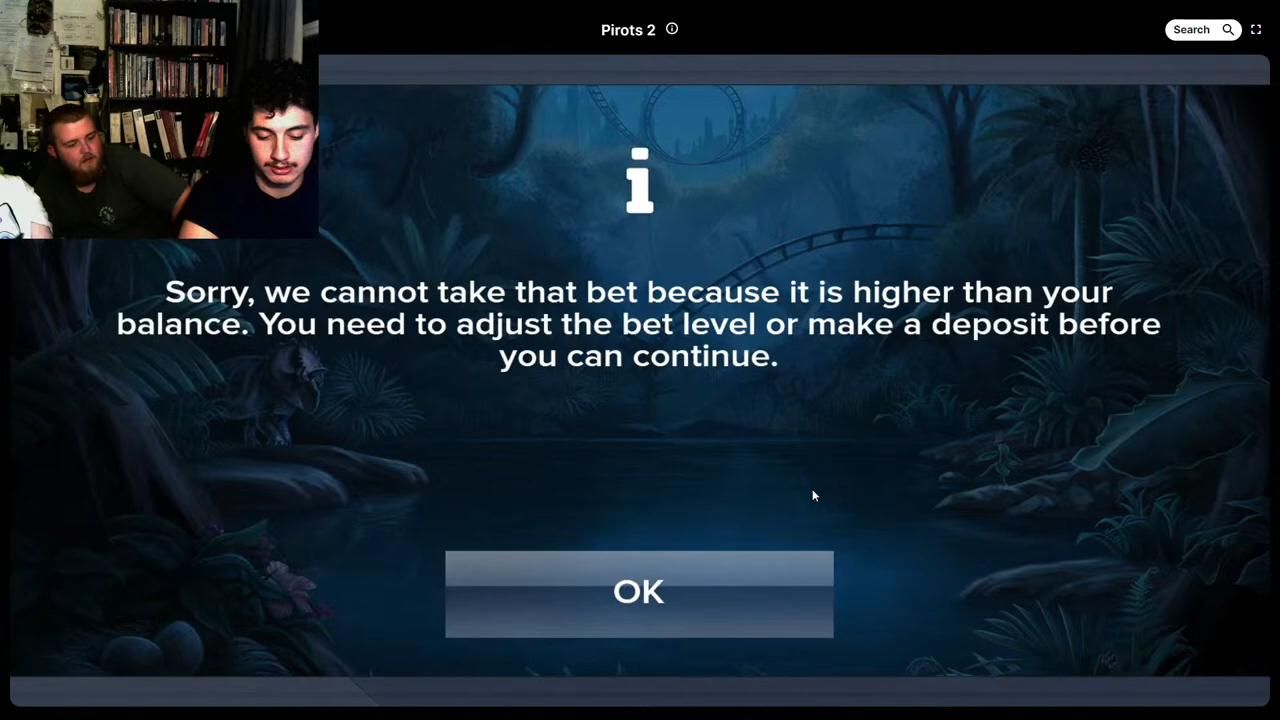 Pirots 2
Search
i
Sorry, we cannot take that bet because it is higher than your
balance. You need to adjust the bet level or make a deposit before
you can continue.
OK